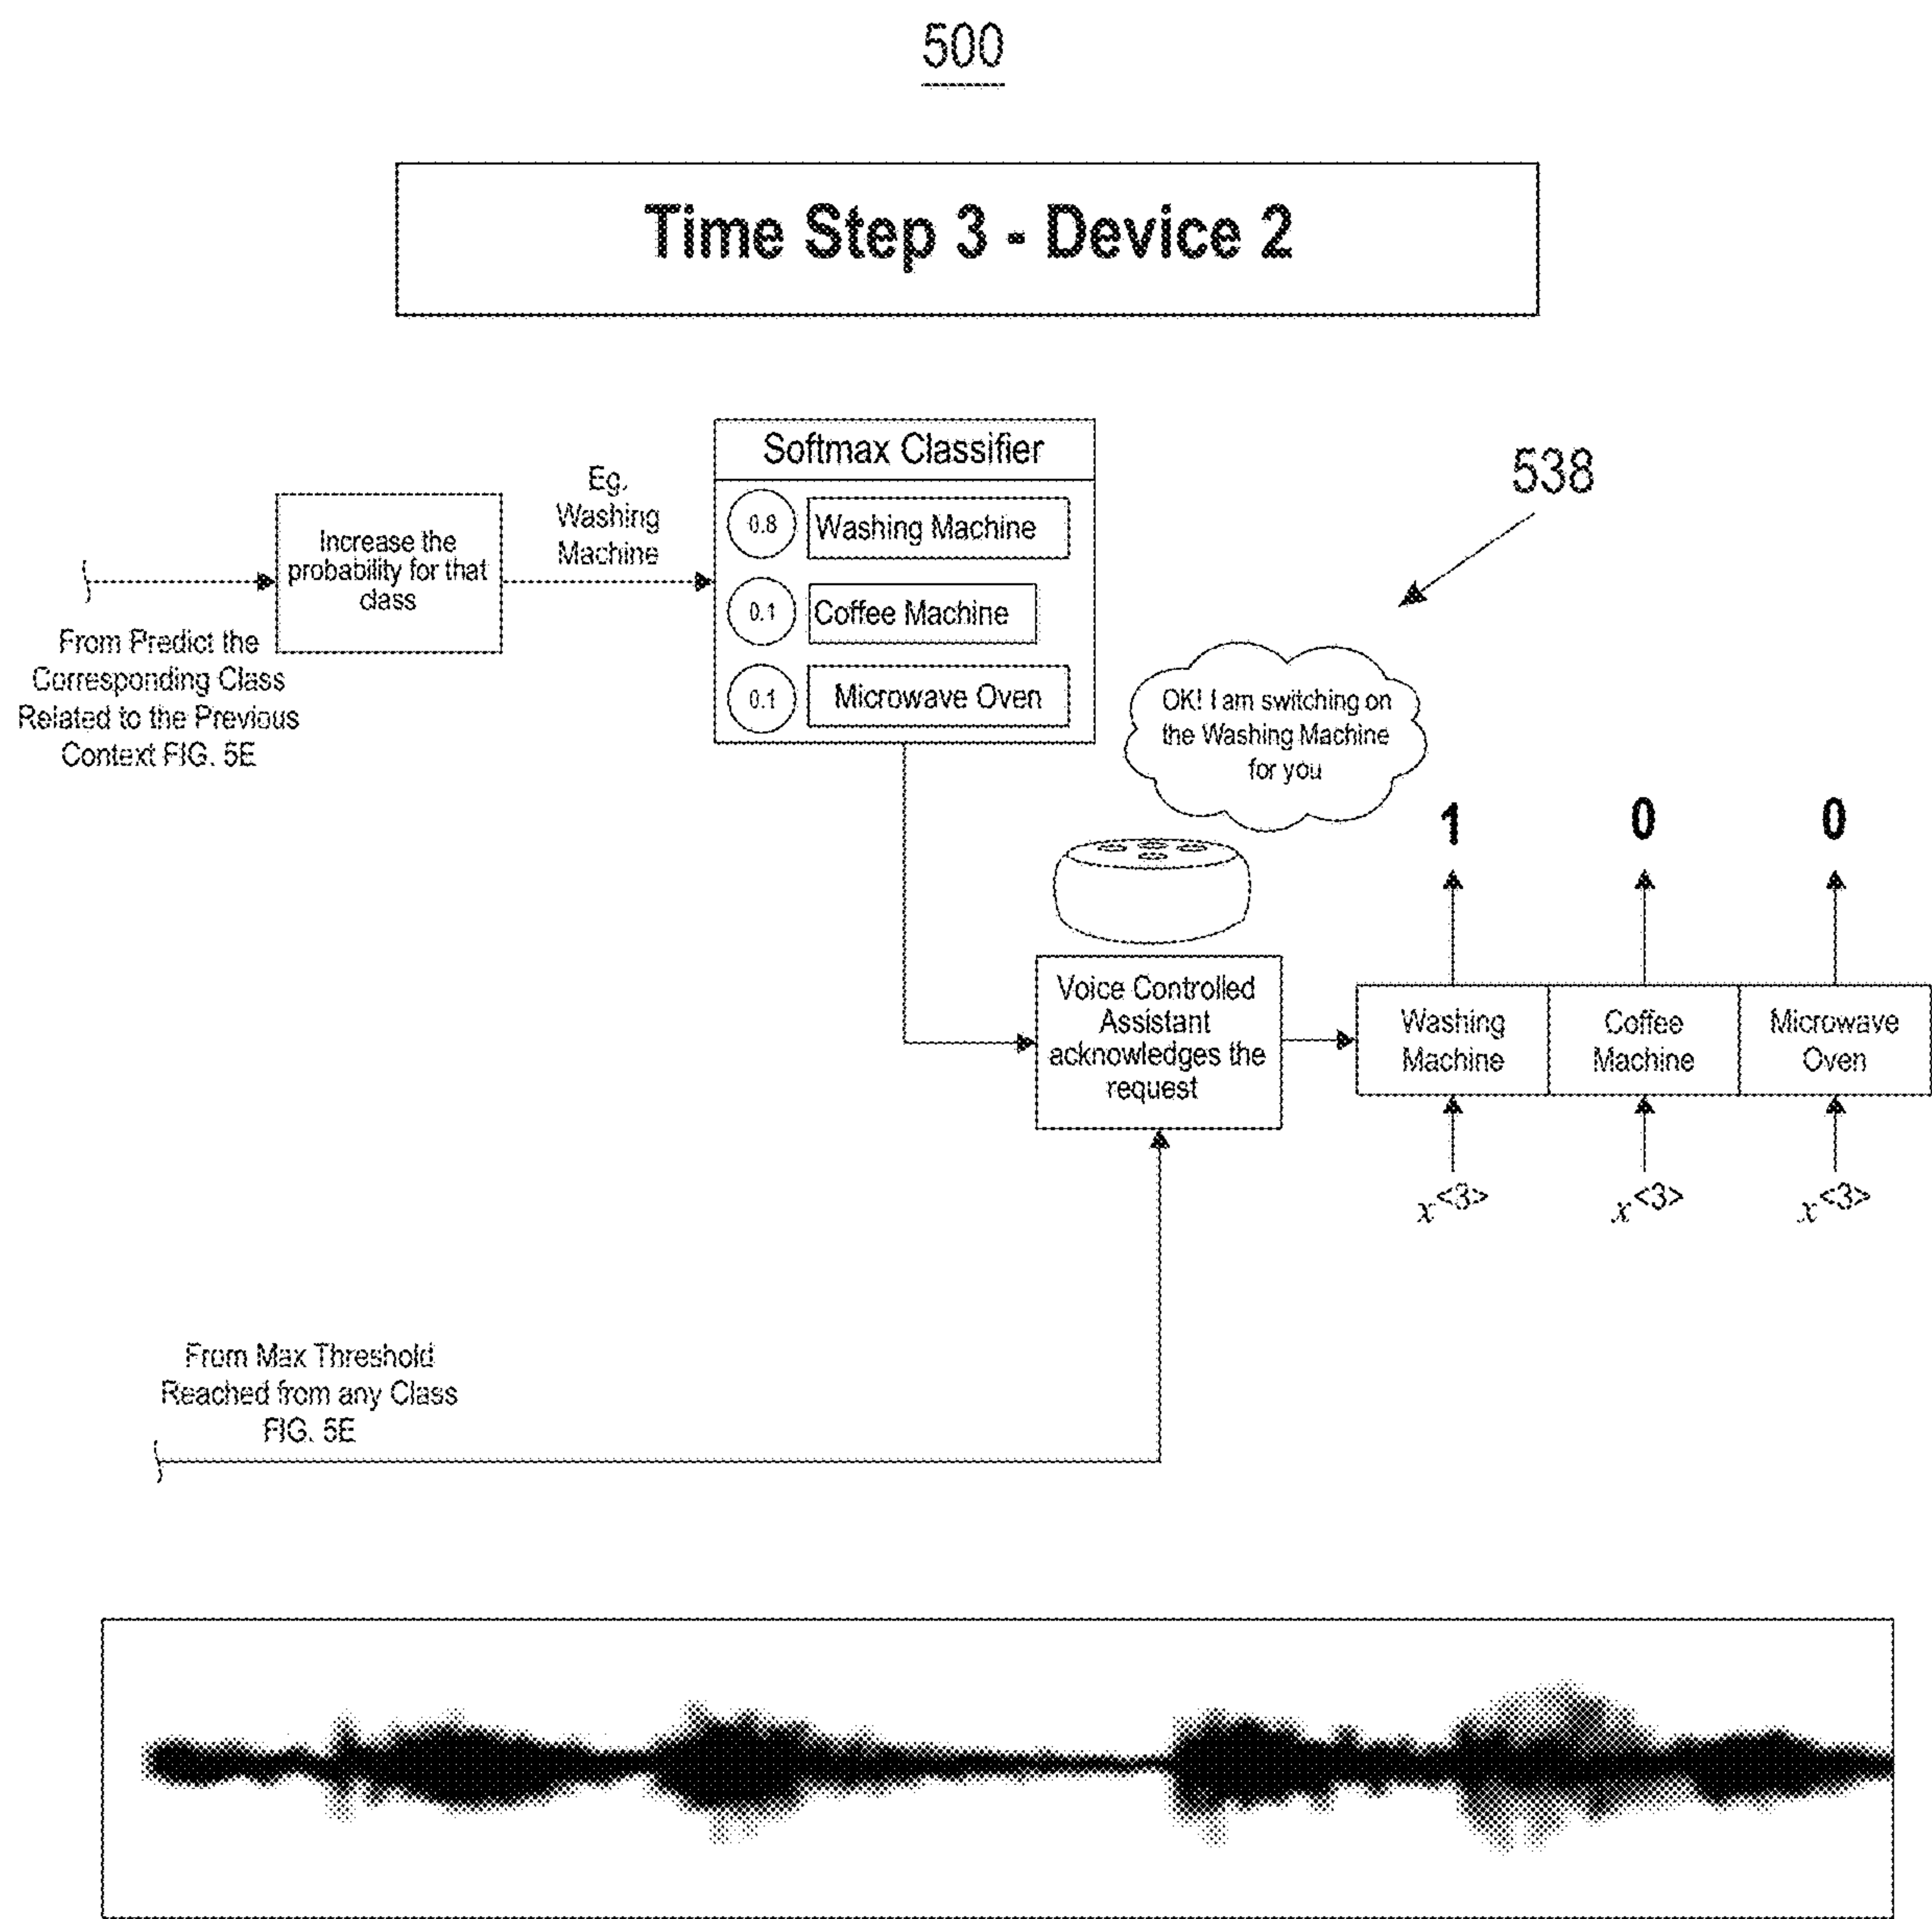 500
Time Step 3 - Device 2
Softmax Classifier
0.8
Washing Machine
0.1
Coffee Machine
0.1
Microwave Oven
538
Eg.
Washing
Machine
Increase the
probability for that
class
From Predict the
Corresponding Class
Related to the Previous
Context FIG. 5E
OK! I am switching on
the Washing Machine
for you
1 0 0
Voice Controlled
Assistant
acknowledges the
request
Washing
Machine
Coffee
Machine
Microwave
Oven
x<3> x<3> x<3>
From Max Threshold
Reached from any Class
FIG. 5E